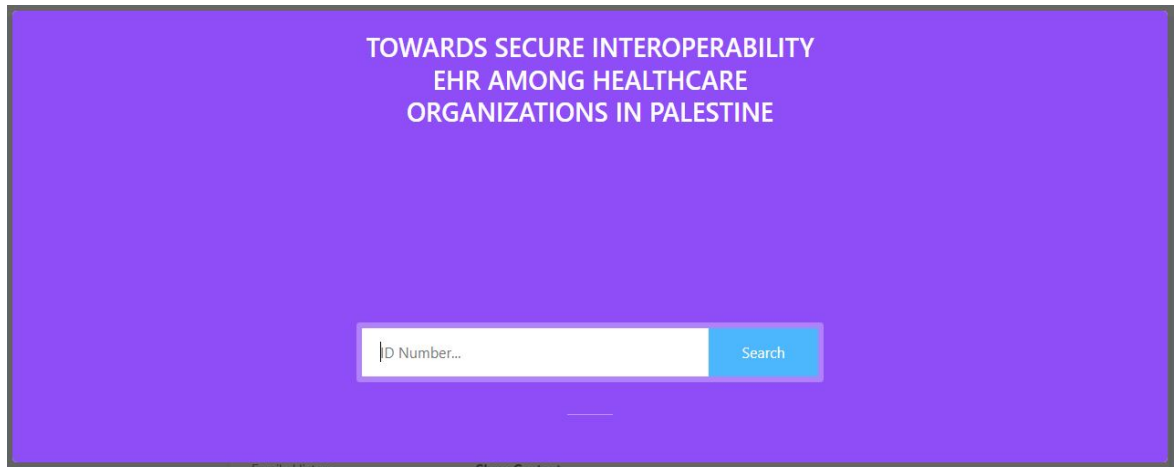 TOWARDS SECURE INTEROPERABILITY
EHR AMONG HEALTHCARE
ORGANIZATIONS IN PALESTINE
ID Number...
Search